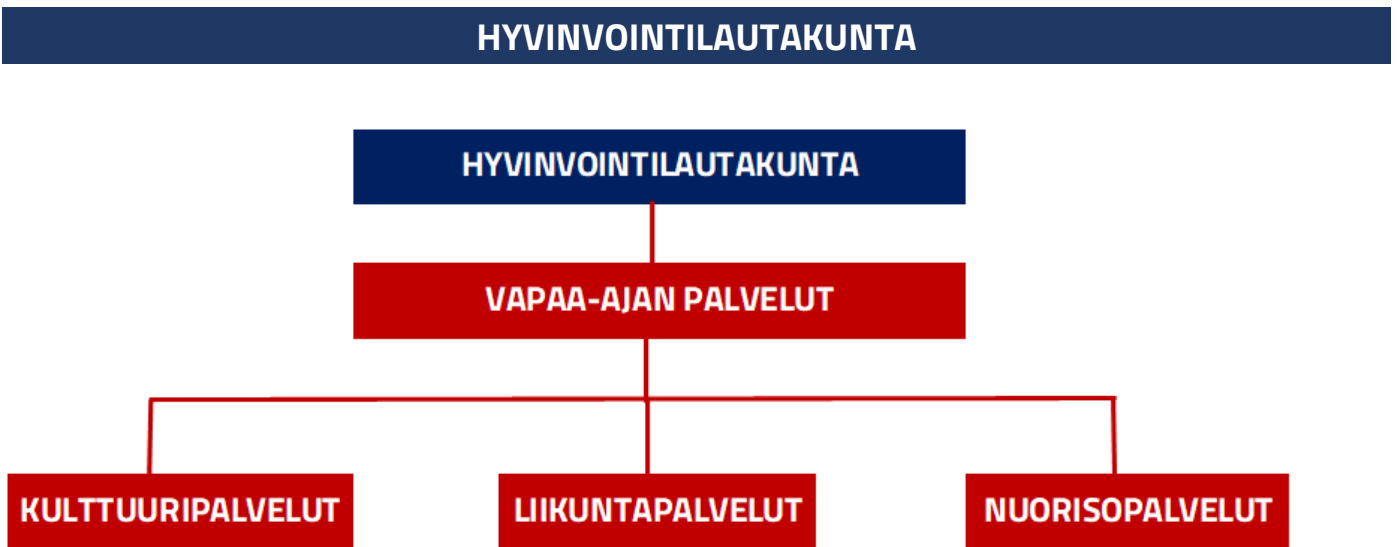 HYVINVOINTILAUTAKUNTA
HYVINVOINTILAUTAKUNTA
VAPAA-AJAN PALVELUT
KULTTUURIPALVELUT
LIIKUNTAPALVELUT
NUORISOPALVELUT